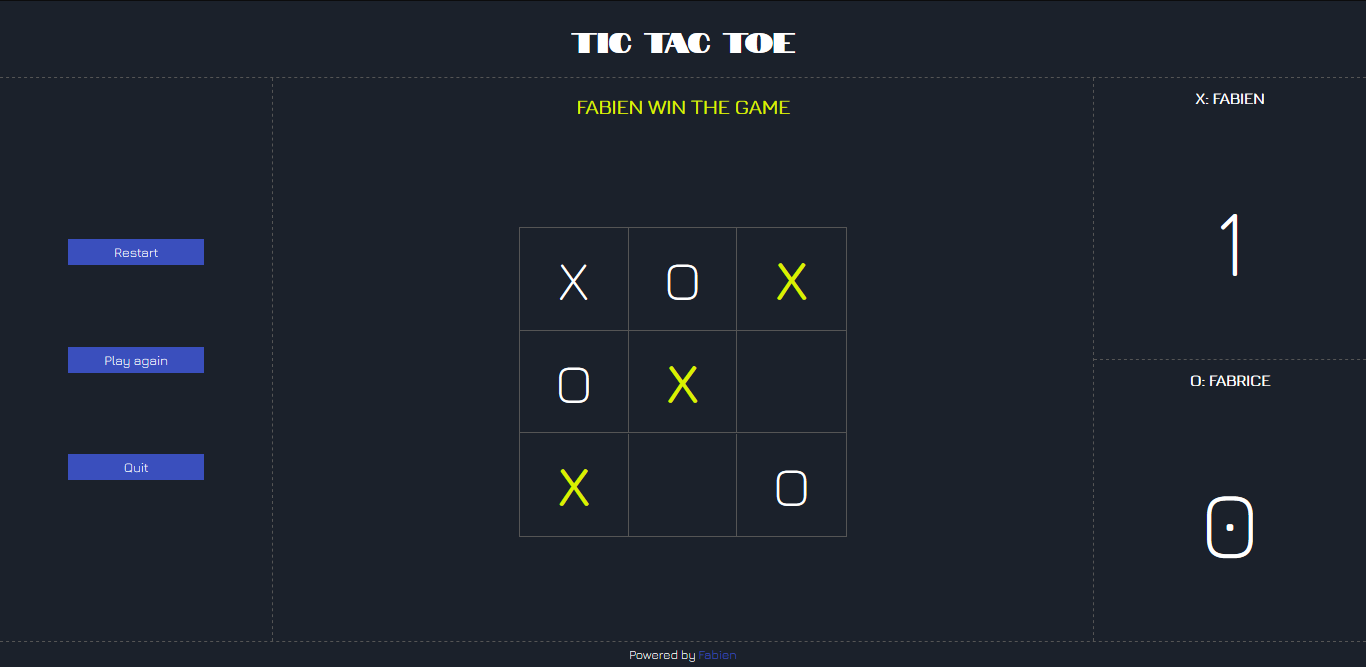 TIC TAC TOE
FABIEN WIN THE GAME
Restart
Play again
Quit
X O X
O X
X O
X: FABIEN
1
O: FABRICE
0
Powered by Fabien